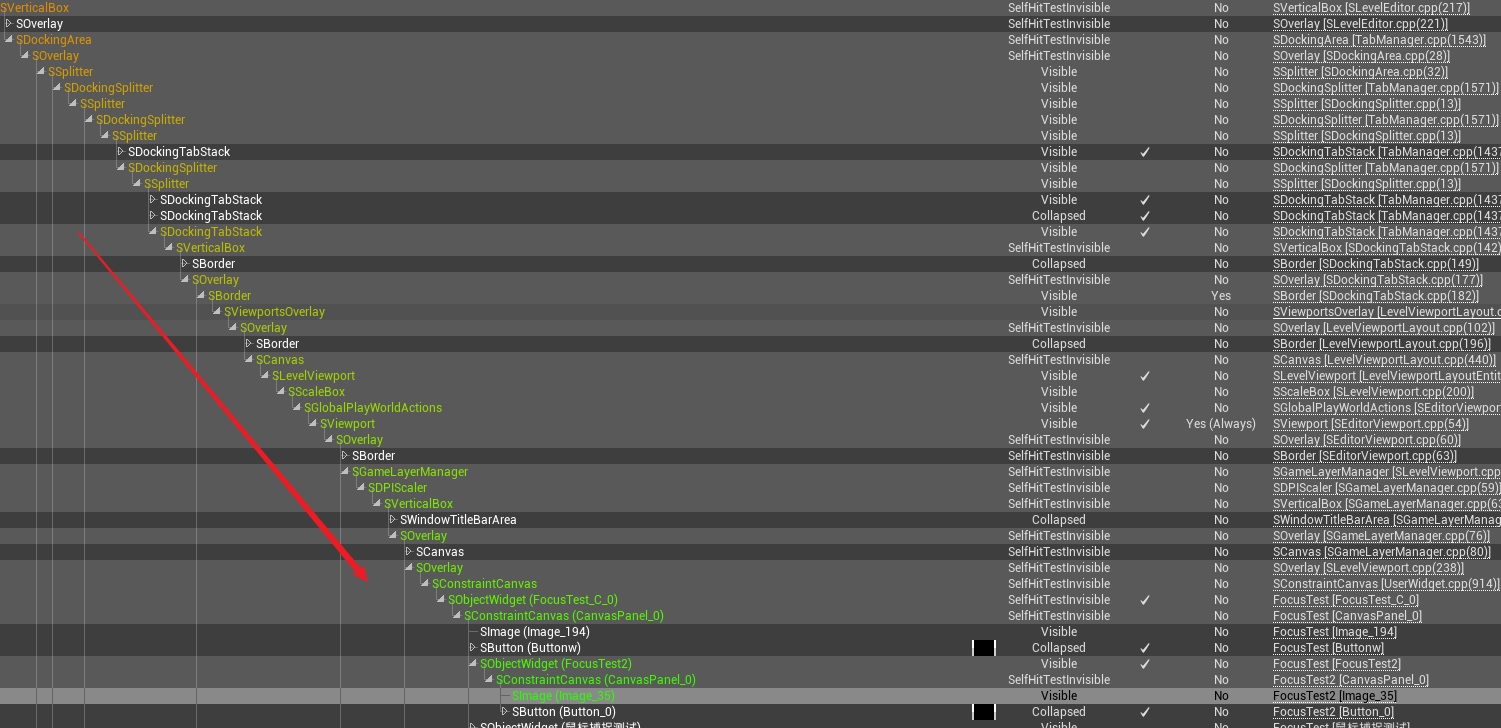 SVerticalBox SelfHitTestInvisible No SVerticalBox [SLevelEditor.cpp(217)]
SOverlay SelfHitTestInvisible No SOverlay [SLevelEditor.cpp(221)]
SDockingArea SelfHitTestInvisible No SDockingArea [TabManager.cpp(1543)]
SOverlay SelfHitTestInvisible No SOverlay [SDockingArea.cpp(28)]
SSplitter Visible No SSplitter [SDockingArea.cpp(32)]
SDockingSplitter Visible No SDockingSplitter [TabManager.cpp(1571)]
SSplitter Visible No SSplitter [SDockingSplitter.cpp(13)]
SDockingSplitter Visible No SDockingSplitter [TabManager.cpp(1571)]
SSplitter Visible No SSplitter [SDockingSplitter.cpp(13)]
SDockingTabStack Visible ✓ No SDockingTabStack [TabManager.cpp(1437
SDockingSplitter Visible No SDockingSplitter [TabManager.cpp(1571)]
SSplitter Visible No SSplitter [SDockingSplitter.cpp(13)]
SDockingTabStack Visible ✓ No SDockingTabStack [TabManager.cpp(1437
SDockingTabStack Collapsed ✓ No SDockingTabStack [TabManager.cpp(1437
SDockingTabStack Visible ✓ No SDockingTabStack [TabManager.cpp(1437
SVerticalBox SelfHitTestInvisible No SVerticalBox [SDockingTabStack.cpp(142)
SBorder Collapsed No SBorder [SDockingTabStack.cpp(149)]
SOverlay SelfHitTestInvisible No SOverlay [SDockingTabStack.cpp(177)]
SBorder Visible Yes SBorder [SDockingTabStack.cpp(182)]
SViewportsOverlay Visible No SViewportsOverlay [LevelViewportLayout.c
SOverlay SelfHitTestInvisible No SOverlay [LevelViewportLayout.cpp(102)]
SBorder Collapsed No SBorder [LevelViewportLayout.cpp(196)]
SCanvas SelfHitTestInvisible No SCanvas [LevelViewportLayout.cpp(440)]
SLevelViewport Visible ✓ No SLevelViewport [LevelViewportLayoutEntit
SScaleBox Visible No SScaleBox [SLevelViewport.cpp(200)]
SGlobalPlayWorldActions Visible ✓ No SGlobalPlayWorldActions [SEditorViewpor
SViewport Visible ✓ Yes (Always) SViewport [SEditorViewport.cpp(54)]
SOverlay SelfHitTestInvisible No SOverlay [SEditorViewport.cpp(60)]
SBorder SelfHitTestInvisible No SBorder [SEditorViewport.cpp(63)]
SGameLayerManager SelfHitTestInvisible No SGameLayerManager [SLevelViewport.cpp
SDPIScaler SelfHitTestInvisible No SDPIScaler [SGameLayerManager.cpp(59)]
SVerticalBox SelfHitTestInvisible No SVerticalBox [SGameLayerManager.cpp(63
SWindowTitleBarArea Collapsed No SWindowTitleBarArea [SGameLayerManag
SOverlay SelfHitTestInvisible No SOverlay [SGameLayerManager.cpp(76)]
SCanvas SelfHitTestInvisible No SCanvas [SGameLayerManager.cpp(80)]
SOverlay SelfHitTestInvisible No SOverlay [SLevelViewport.cpp(238)]
SConstraintCanvas SelfHitTestInvisible No SConstraintCanvas [UserWidget.cpp(914)]
SObjectWidget (FocusTest_C_0) SelfHitTestInvisible ✓ No FocusTest [FocusTest_C_0]
SConstraintCanvas (CanvasPanel_0) SelfHitTestInvisible No FocusTest [CanvasPanel_0]
SImage (Image_194) Visible No FocusTest [Image_194]
SButton (Buttonw) Collapsed ✓ No FocusTest [Buttonw]
SObjectWidget (FocusTest2) Visible ✓ No FocusTest [FocusTest2]
SConstraintCanvas (CanvasPanel_0) SelfHitTestInvisible No FocusTest2 [CanvasPanel_0]
SImage (Image_35) Visible No FocusTest2 [Image_35]
SButton (Button_0) Collapsed ✓ No FocusTest2 [Button_0]
SObjectWidget (鼠标捕捉测试) Visible